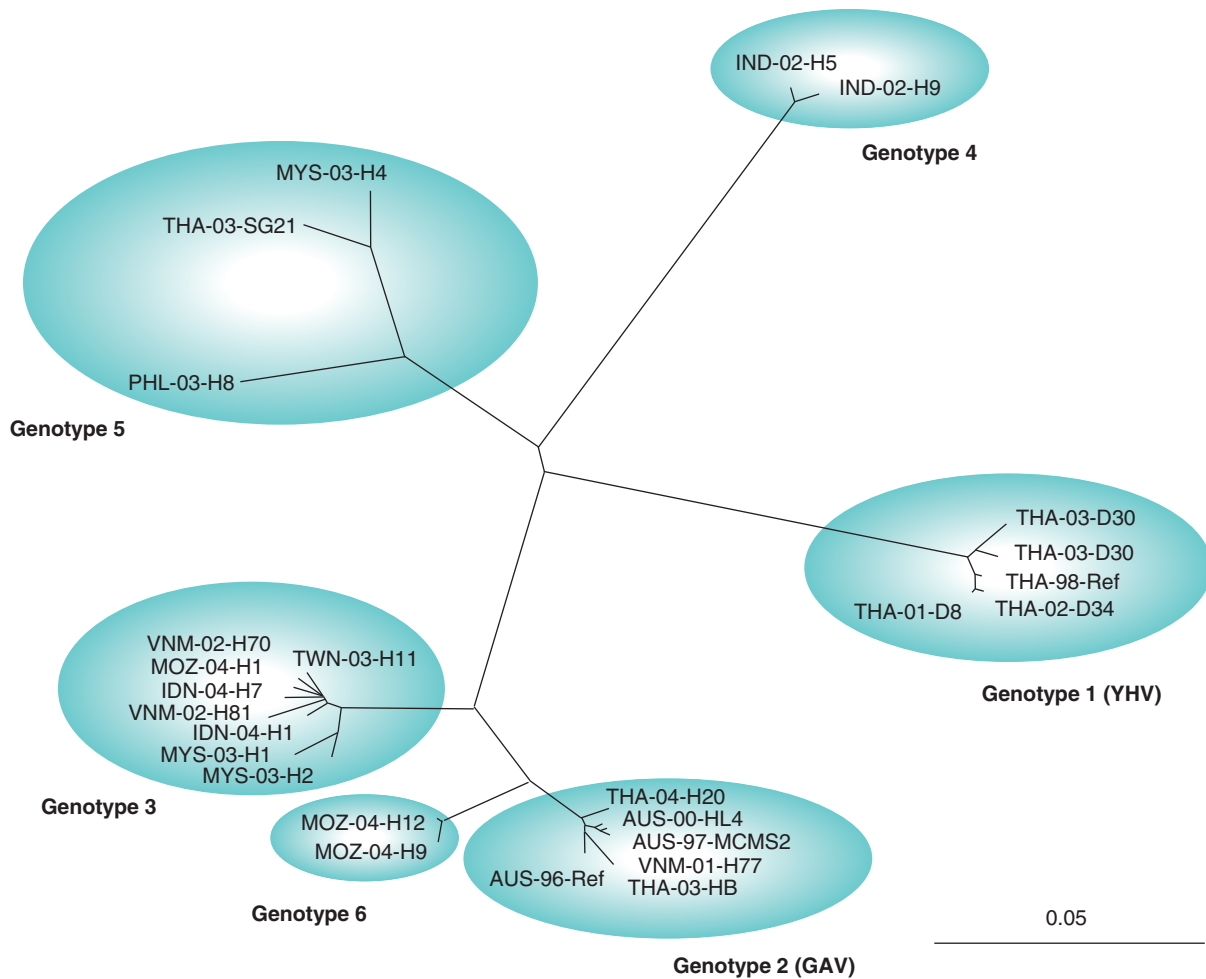 IND-02-H5
IND-02-H9
Genotype 4
MYS-03-H4
THA-03-SG21
PHL-03-H8
Genotype 5
THA-03-D30
THA-03-D30
THA-98-Ref
THA-01-D8
THA-02-D34
Genotype 1 (YHV)
VNM-02-H70
TWN-03-H11
MOZ-04-H1
IDN-04-H7
VNM-02-H81
IDN-04-H1
MYS-03-H1
MYS-03-H2
Genotype 3
MOZ-04-H12
MOZ-04-H9
Genotype 6
THA-04-H20
AUS-00-HL4
AUS-97-MCMS2
VNM-01-H77
AUS-96-Ref
THA-03-HB
Genotype 2 (GAV)
0.05